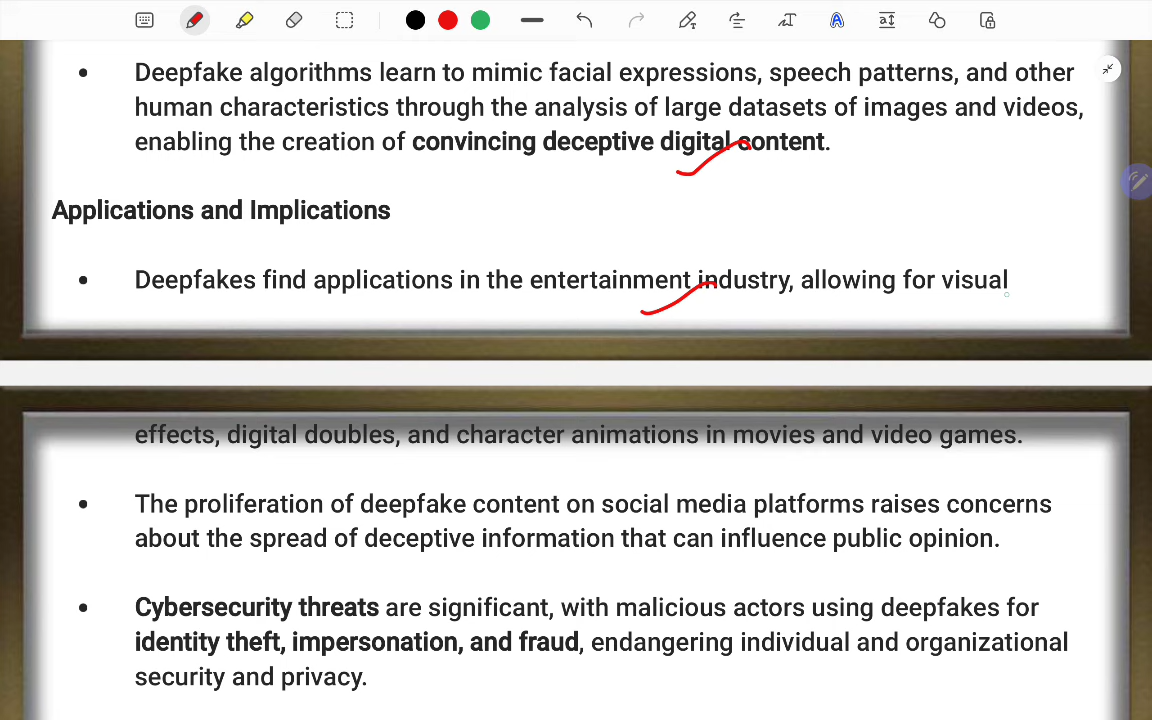 • Deepfake algorithms learn to mimic facial expressions, speech patterns, and other
human characteristics through the analysis of large datasets of images and videos,
enabling the creation of convincing deceptive digital content.
Applications and Implications
• Deepfakes find applications in the entertainment industry, allowing for visual
effects, digital doubles, and character animations in movies and video games.
• The proliferation of deepfake content on social media platforms raises concerns
about the spread of deceptive information that can influence public opinion.
• Cybersecurity threats are significant, with malicious actors using deepfakes for
identity theft, impersonation, and fraud, endangering individual and organizational
security and privacy.